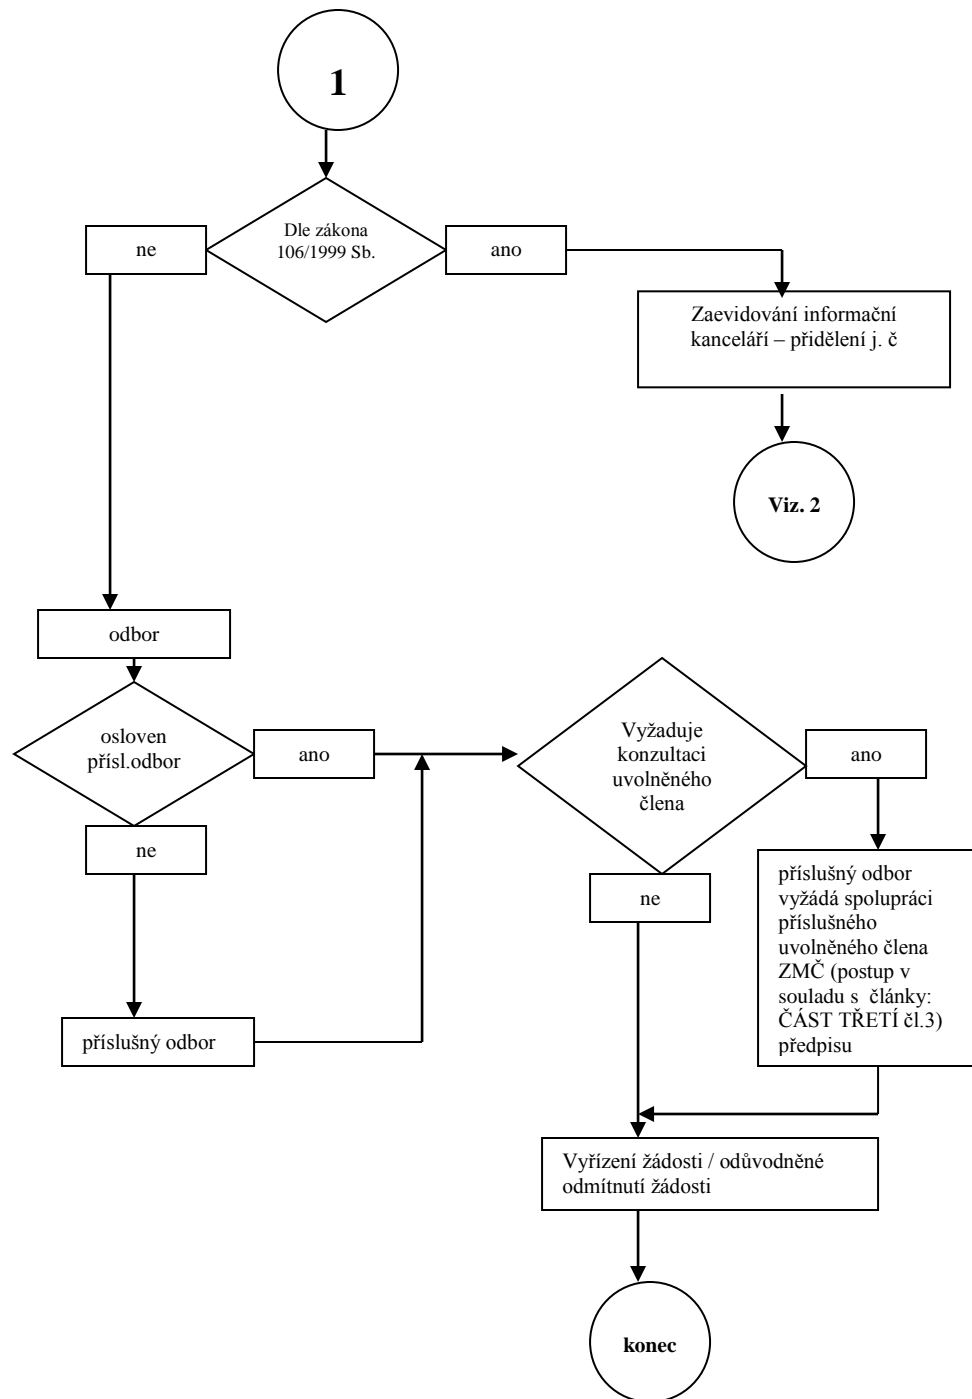 1
Dle zákona
106/1999 Sb.
ne
ano
Zaevidování informační
kanceláří – přidělení j. č
Viz. 2
odbor
osloven
přísl.odbor
ano
Vyžaduje
konzultaci
uvolněného
člena
ano
ne
ne
příslušný odbor
vyžádá spolupráci
příslušného
uvolněného člena
ZMČ (postup v
souladu s  články:
ČÁST TŘETÍ čl.3)
předpisu
příslušný odbor
Vyřízení žádosti / odůvodněné
odmítnutí žádosti
konec